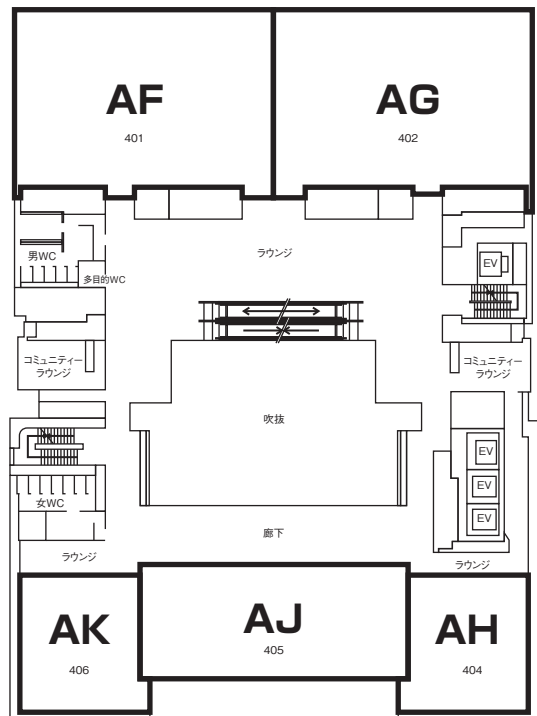 AF
401
AG
402
ラウンジ
男WC
多目的WC
EV
コミュニティー
ラウンジ
コミュニティー
ラウンジ
吹抜
EV
EV
EV
女WC
廊下
ラウンジ
ラウンジ
AK
406
AJ
405
AH
404